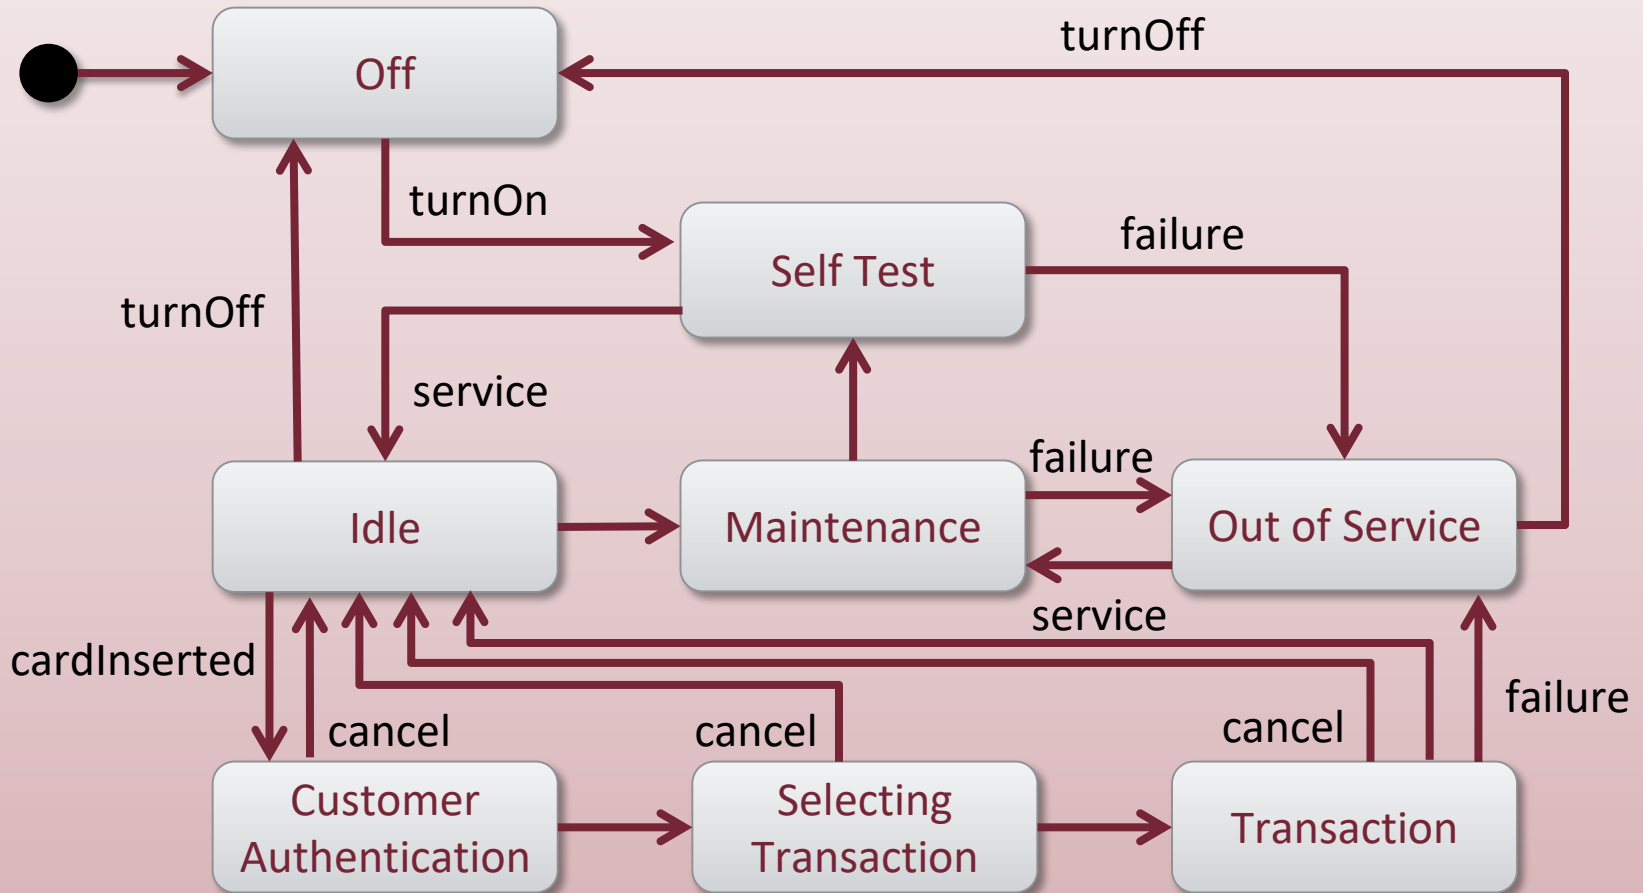 turnOff
Off
turnOn
failure
Self Test
turnOff
service
failure
Idle
Maintenance
Out of Service
service
cardInserted
failure
cancel
cancel
cancel
Customer
Authentication
Selecting
Transaction
Transaction